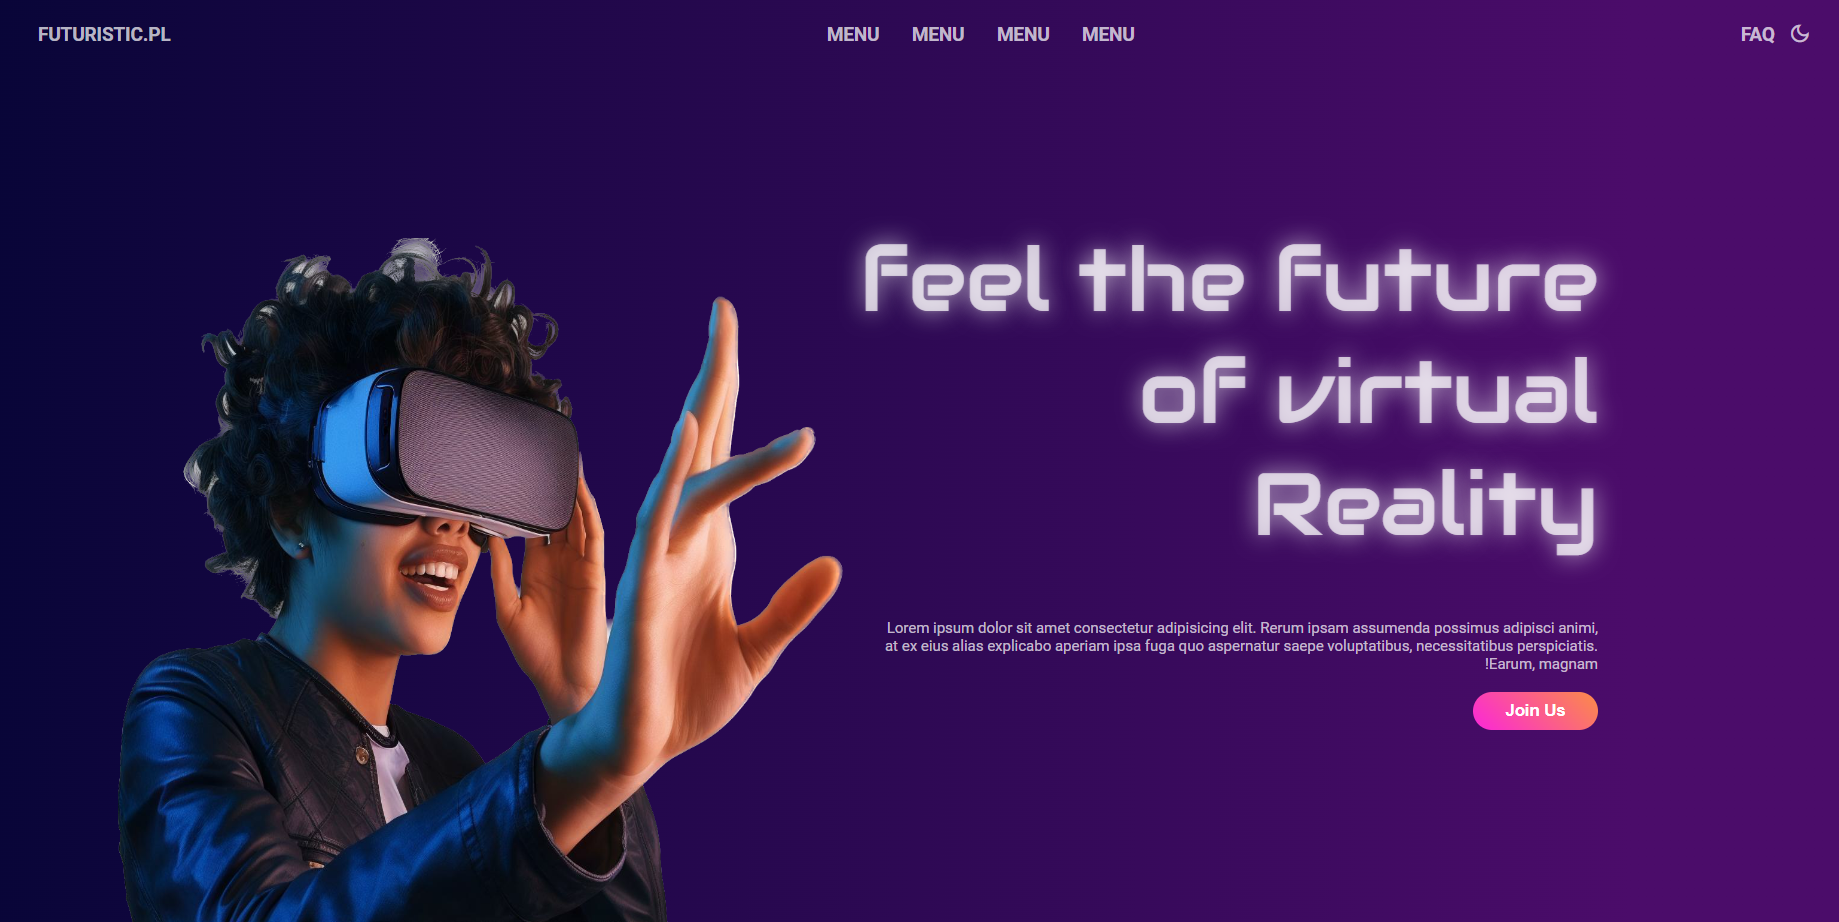 FUTURISTIC.PL
MENU MENU MENU MENU
FAQ
feel the future
of virtual
Reality
Lorem ipsum dolor sit amet consectetur adipisicing elit. Rerum ipsam assumenda possimus adipisci animi,
at ex eius alias explicabo aperiam ipsa fuga quo aspernatur saepe voluptatibus, necessitatibus perspiciatis.
!Earum, magnam
Join Us